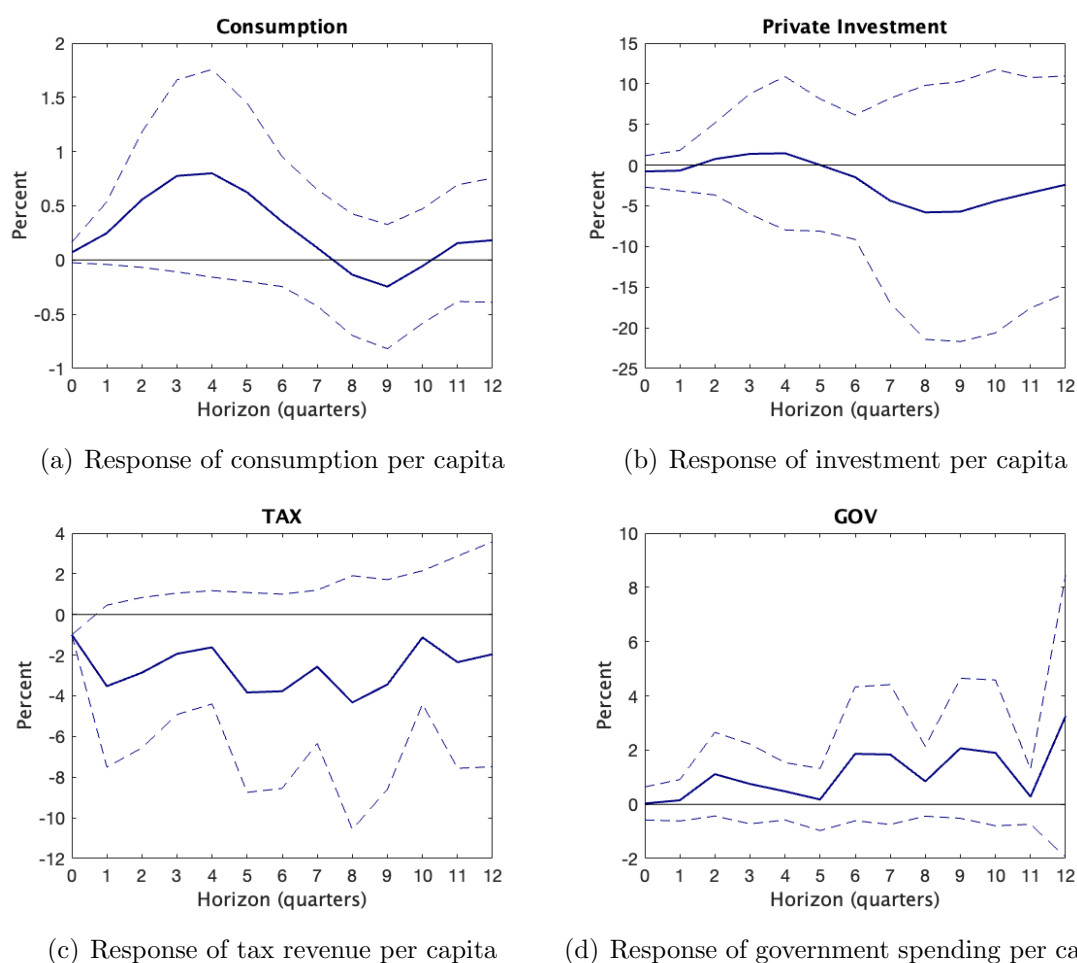 Consumption
2
1.5
1
0.5
0
-0.5
-1
Percent
0 1 2 3 4 5 6 7 8 9 10 11 12
Horizon (quarters)
(a) Response of consumption per capita
Private Investment
15
10
5
0
-5
-10
-15
-20
-25
Percent
0 1 2 3 4 5 6 7 8 9 10 11 12
Horizon (quarters)
(b) Response of investment per capita
TAX
4
2
0
-2
-4
-6
-8
-10
-12
Percent
0 1 2 3 4 5 6 7 8 9 10 11 12
Horizon (quarters)
(c) Response of tax revenue per capita
GOV
10
8
6
4
2
0
-2
Percent
0 1 2 3 4 5 6 7 8 9 10 11 12
Horizon (quarters)
(d) Response of government spending per ca